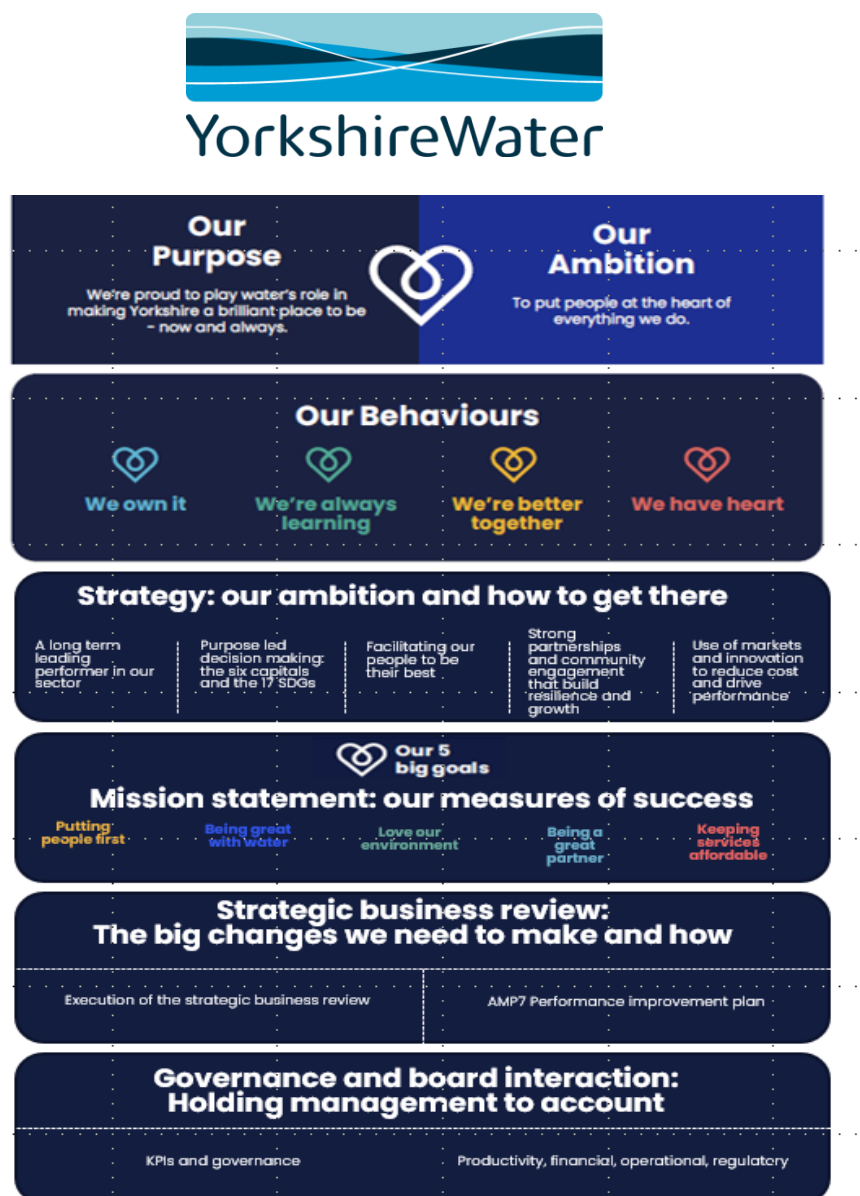 YorkshireWater
Our
Purpose
We're proud to play water's role in
making Yorkshire a brilliant place to be
- now and always.
Our
Ambition
To put people at the heart of
everything we do.
Our Behaviours
We own it
We're always
learning
We're better
together
We have heart
Strategy: our ambition and how to get there
A long term
leading
performer in our
sector
Purpose led
decision making:
the six capitals
and the 17 SDGs
Facilitating our
people to be
their best
Strong
partnerships
and community
engagement
that build
resilience and
growth
Use of markets
and innovation
to reduce cost
and drive
performance
Our 5
big goals
Mission statement: our measures of success
Putting
people first
Being great
with water
Love our
environment
Being a
great
partner
Keeping
services
affordable
Strategic business review:
The big changes we need to make and how
Execution of the strategic business review
AMP7 Performance improvement plan
Governance and board interaction:
Holding management to account
KPIs and governance
Productivity, financial, operational, regulatory